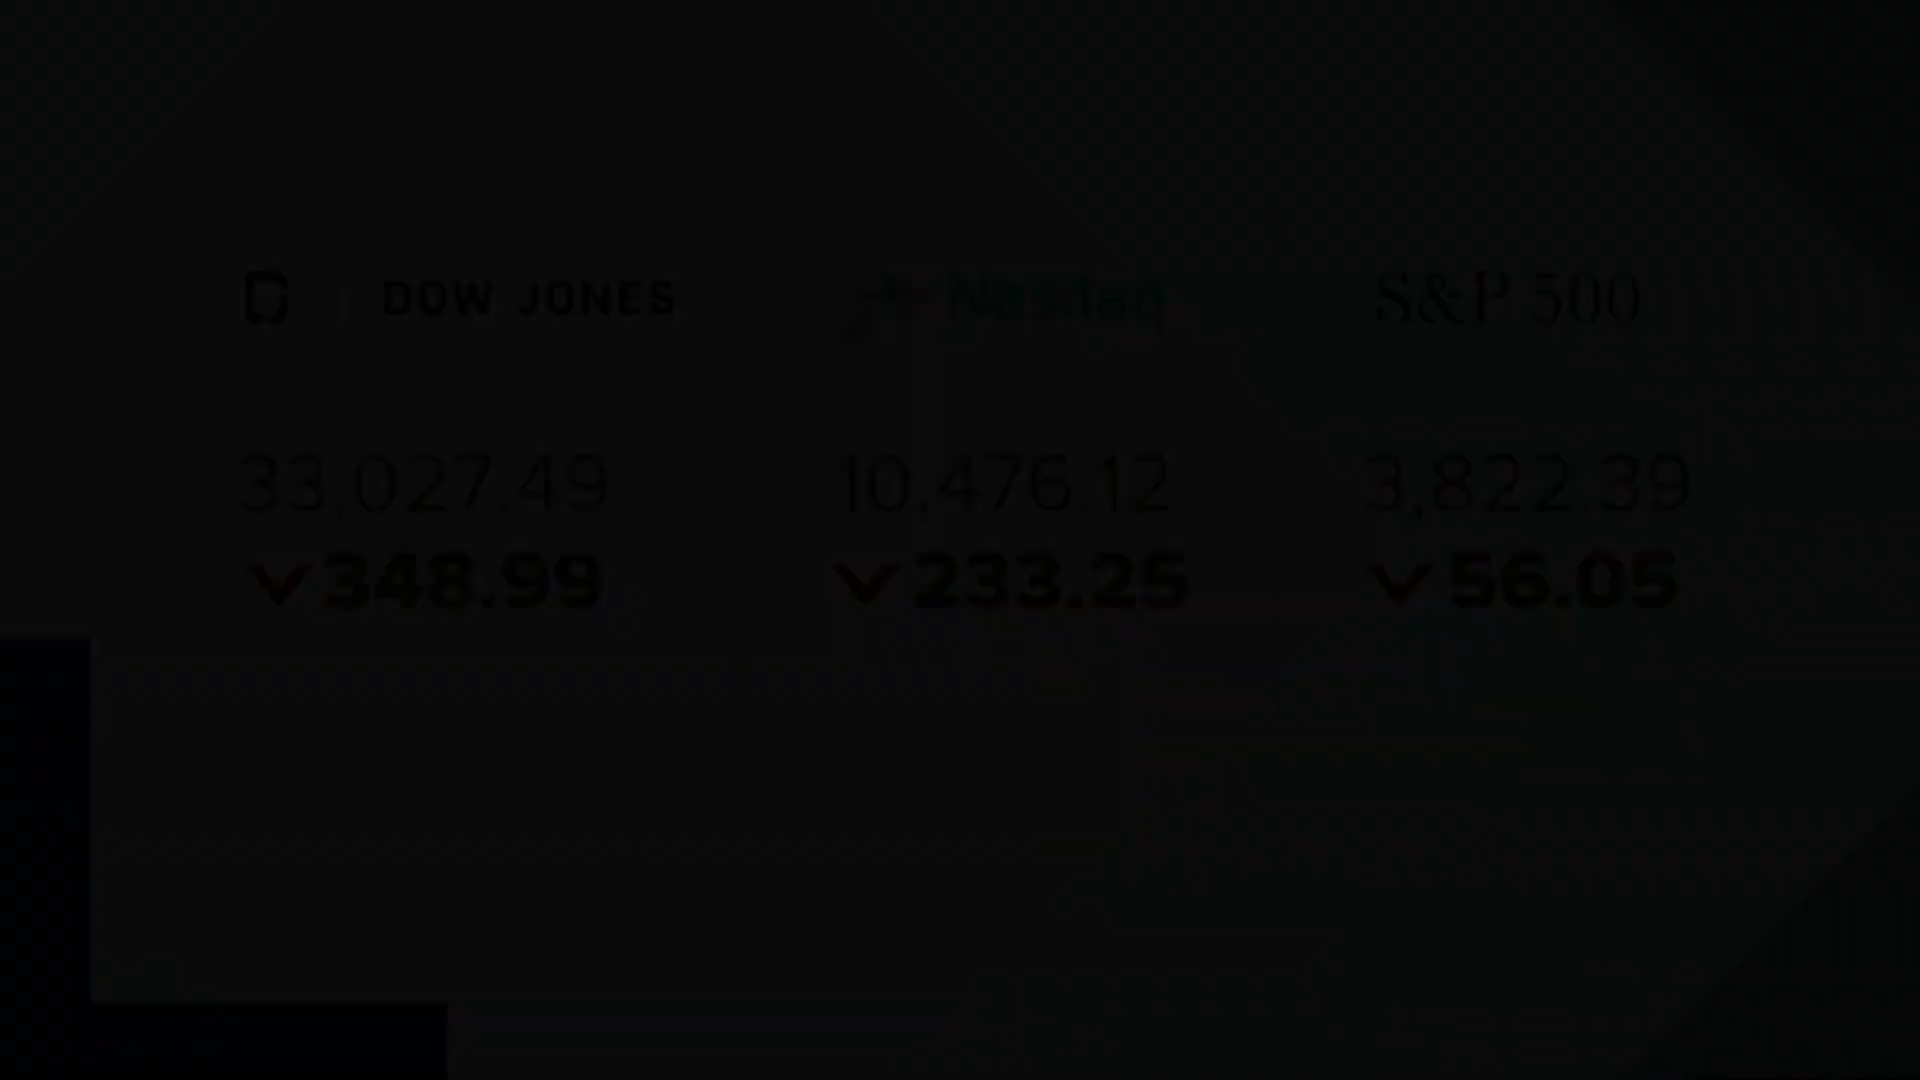 D | DOW JONES
33,027.49
348.99
Nasdaq
10,476.12
233.25
S&P 500
3,822.39
56.05